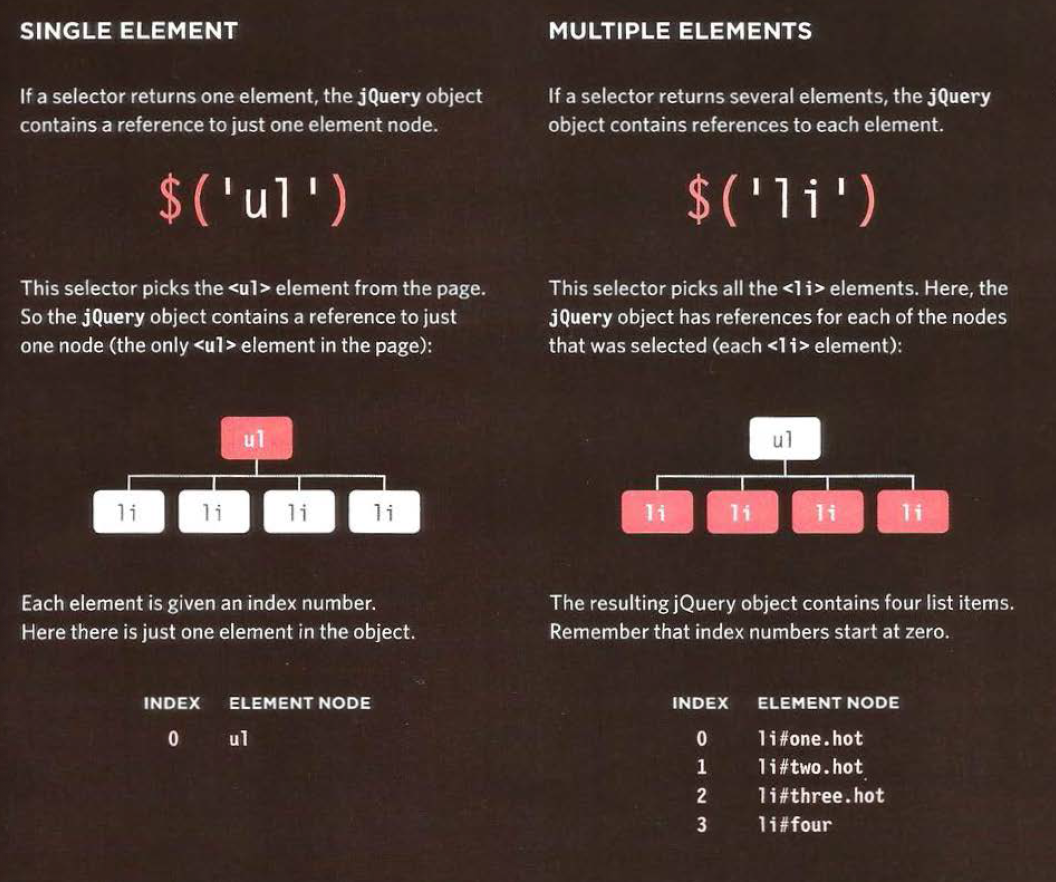 SINGLE ELEMENT
If a selector returns one element, the jQuery object
contains a reference to just one element node.
$('ul')
This selector picks the <ul> element from the page.
So the jQuery object contains a reference to just
one node (the only <ul> element in the page):
ul
li li li li
Each element is given an index number.
Here there is just one element in the object.
INDEX ELEMENT NODE
0 ul
MULTIPLE ELEMENTS
If a selector returns several elements, the jQuery
object contains references to each element.
$('li')
This selector picks all the <li> elements. Here, the
jQuery object has references for each of the nodes
that was selected (each <li> element):
ul
li li li li
The resulting jQuery object contains four list items.
Remember that index numbers start at zero.
INDEX ELEMENT NODE
0 li#one.hot
1 li#two.hot
2 li#three.hot
3 li#four